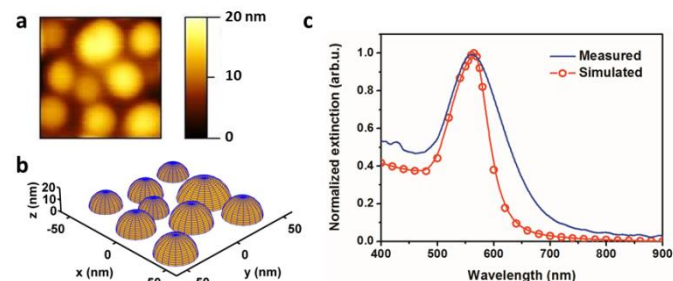 a
20 nm
10
0
b
z (nm)
20
10
0
-50
0
50
x (nm)
-50
0
50
y (nm)
c
Normalized extinction (arb.u.)
1.0
0.8
0.6
0.4
0.2
0.0
Measured
Simulated
400 500 600 700 800 900
Wavelength (nm)